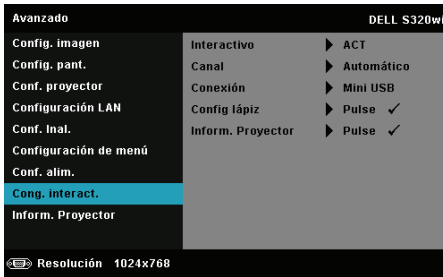 Avanzado DELL S320wi
Config. imagen
Config. pant.
Conf. proyector
Configuración LAN
Conf. Inal.
Configuración de menú
Conf. alim.
Cong. interact.
Inform. Proyector
Interactivo ACT
Canal Automático
Conexión Mini USB
Config lápiz Pulse ✓
Inform. Proyector Pulse ✓
Resolución 1024x768